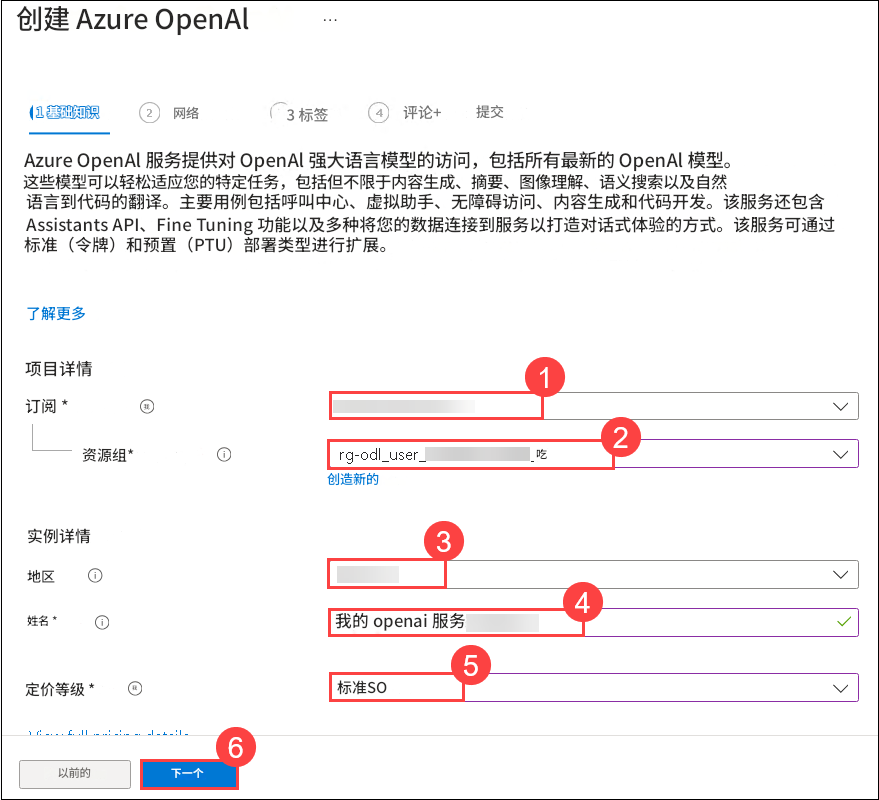 创建 Azure OpenAl ...
1 基础知识 2 网络 3 标签 4 评论+ 提交
Azure OpenAl 服务提供对 OpenAl 强大语言模型的访问，包括所有最新的 OpenAl 模型。
这些模型可以轻松适应您的特定任务，包括但不限于内容生成、摘要、图像理解、语义搜索以及自然
语言到代码的翻译。主要用例包括呼叫中心、虚拟助手、无障碍访问、内容生成和代码开发。该服务还包含
Assistants API、Fine Tuning 功能以及多种将您的数据连接到服务以打造对话式体验的方式。该服务可通过
标准（令牌）和预置（PTU）部署类型进行扩展。
了解更多
项目详情
1
订阅 *
2
资源组* rg-odl_user_ _吃
创造新的
实例详情
3
地区
4
姓名 * 我的 openai 服务
5
定价等级 * 标准SO
View full pricing details
6
以前的 下一个